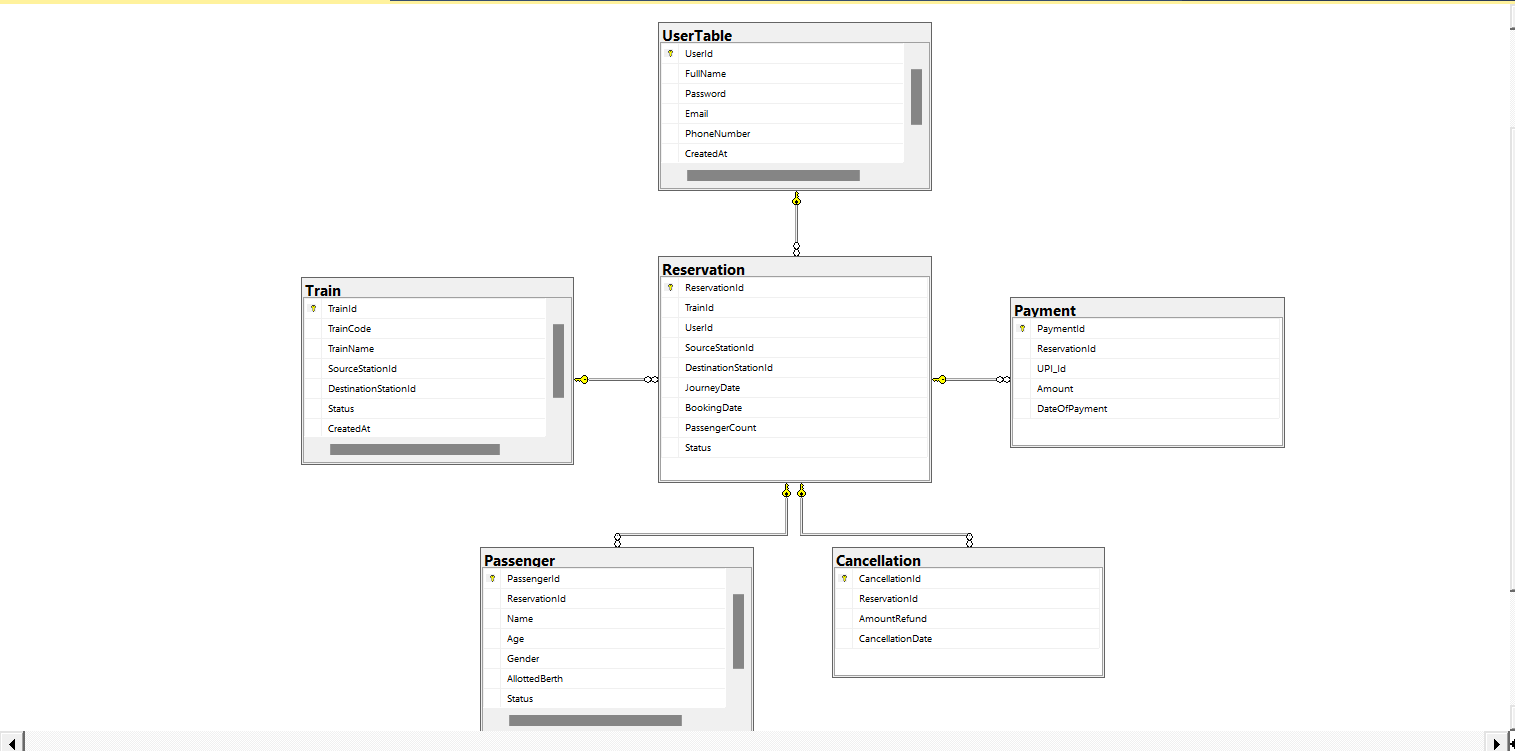 UserTable
UserId
FullName
Password
Email
PhoneNumber
CreatedAt
Reservation
ReservationId
TrainId
UserId
SourceStationId
DestinationStationId
JourneyDate
BookingDate
PassengerCount
Status
Train
TrainId
TrainCode
TrainName
SourceStationId
DestinationStationId
Status
CreatedAt
Payment
PaymentId
ReservationId
UPI_Id
Amount
DateOfPayment
Passenger
PassengerId
ReservationId
Name
Age
Gender
AllottedBerth
Status
Cancellation
CancellationId
ReservationId
AmountRefund
CancellationDate